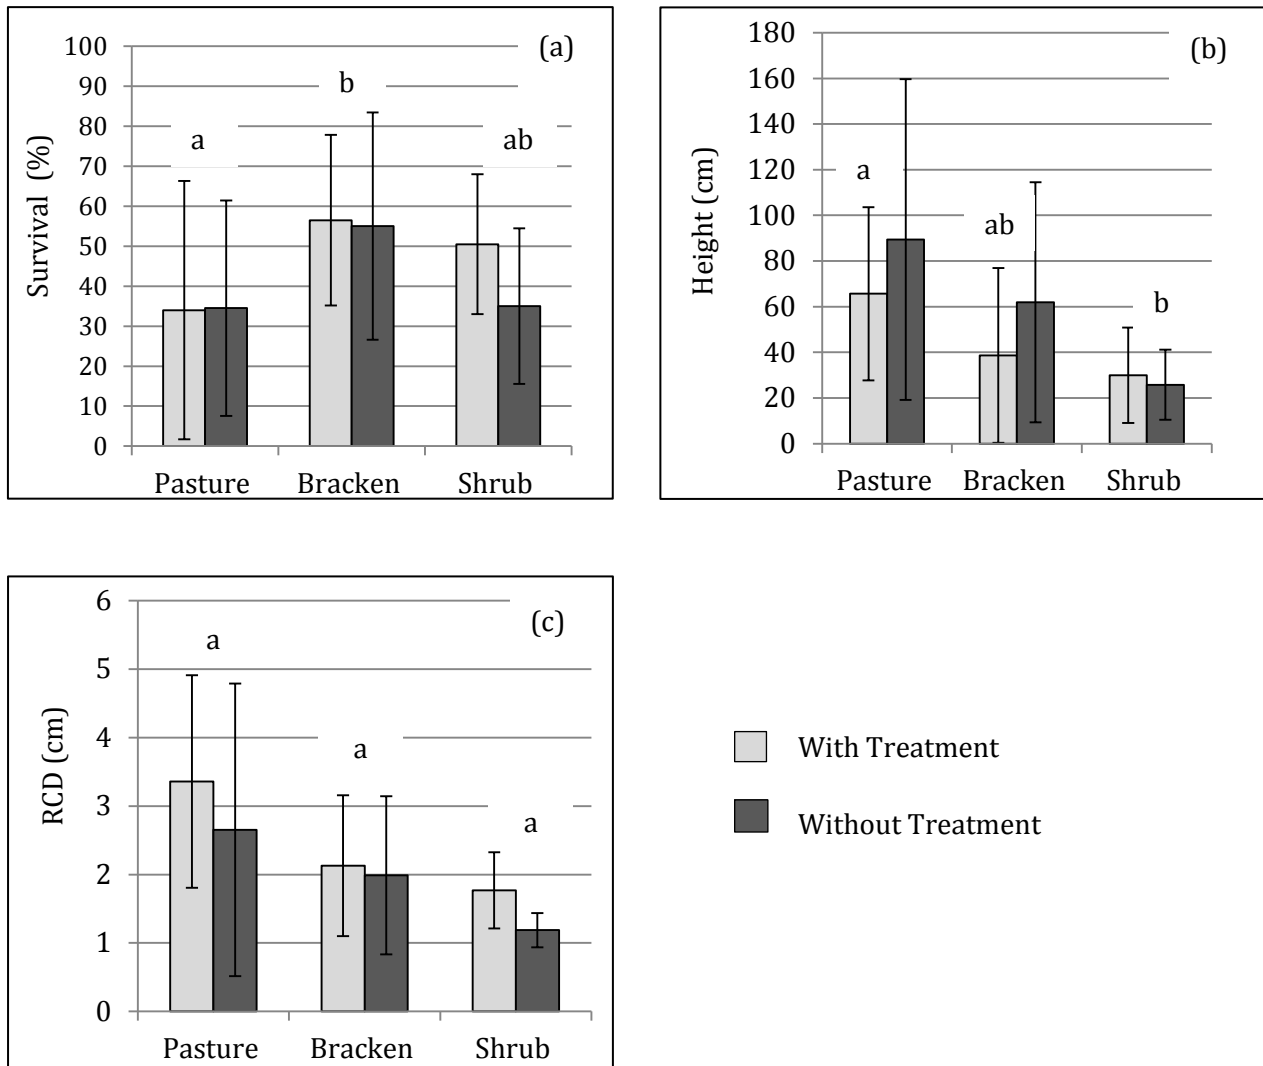 (a)
Survival (%)
100
90
80
70
60
50
40
30
20
10
0
a
b
ab
Pasture Bracken Shrub
(b)
Height (cm)
180
160
140
120
100
80
60
40
20
0
a
ab
b
Pasture Bracken Shrub
(c)
RCD (cm)
6
5
4
3
2
1
0
a
a
a
Pasture Bracken Shrub
With Treatment
Without Treatment